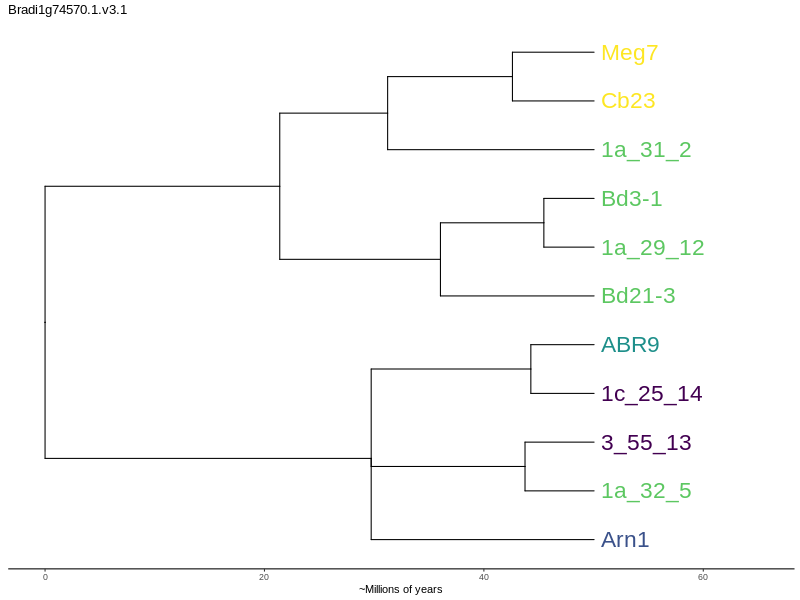 Bradi1g74570.1.v3.1
Meg7
Cb23
1a_31_2
Bd3-1
1a_29_12
Bd21-3
ABR9
1c_25_14
3_55_13
1a_32_5
Arn1
0 20 40 60
~Millions of years